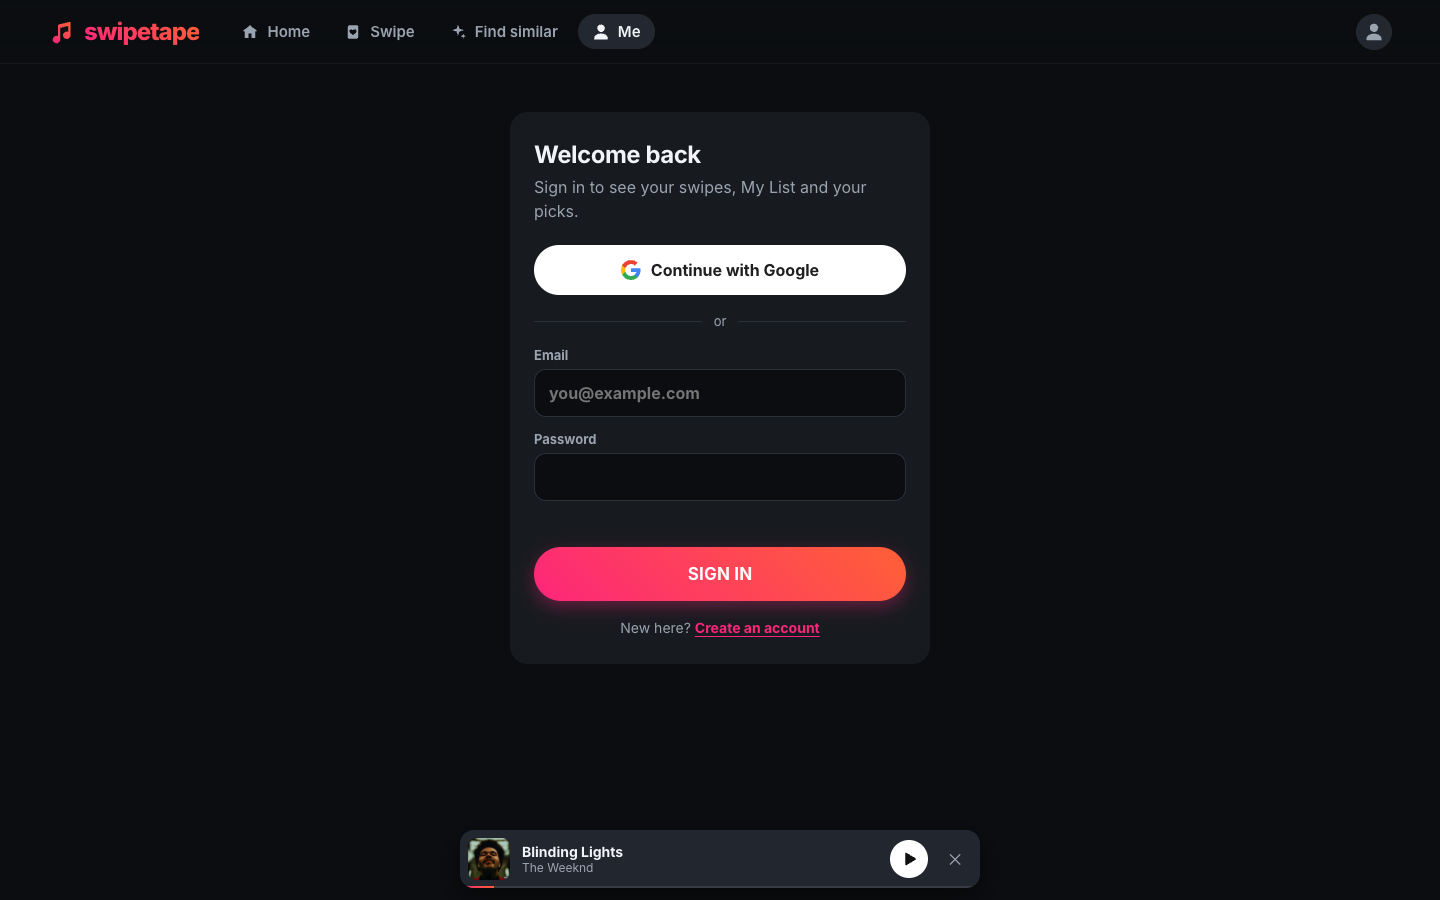 swipetape
Home
Swipe
Find similar
Me
Welcome back
Sign in to see your swipes, My List and your
picks.
Continue with Google
or
Email
you@example.com
Password
SIGN IN
New here? Create an account
Blinding Lights
The Weeknd